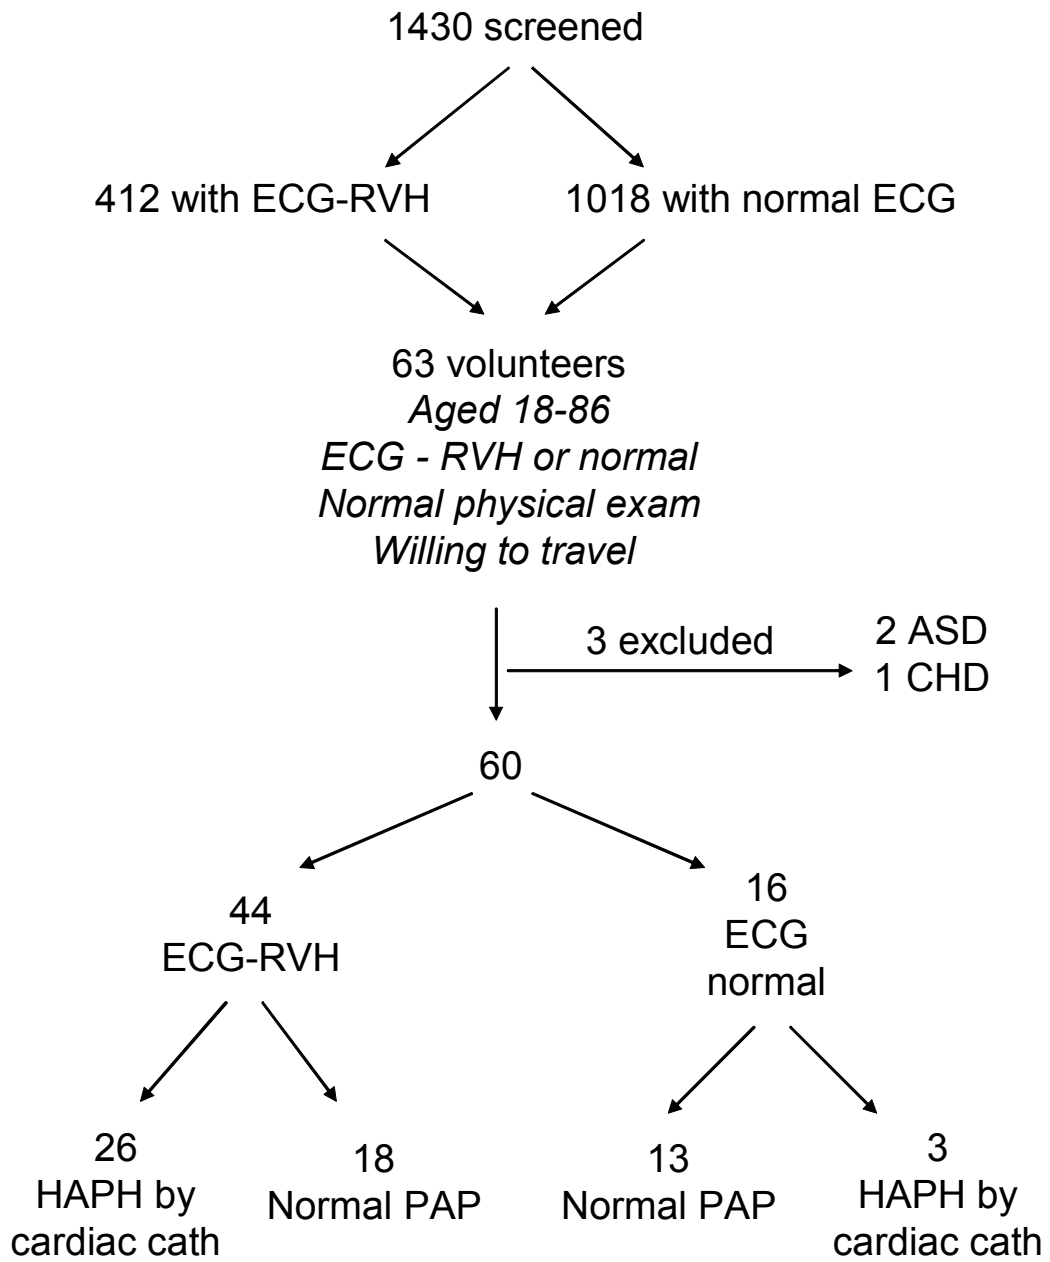 1430 screened
412 with ECG-RVH
1018 with normal ECG
63 volunteers
Aged 18-86
ECG - RVH or normal
Normal physical exam
Willing to travel
3 excluded
2 ASD
1 CHD
60
44
ECG-RVH
16
ECG
normal
26
HAPH by
cardiac cath
18
Normal PAP
13
Normal PAP
3
HAPH by
cardiac cath